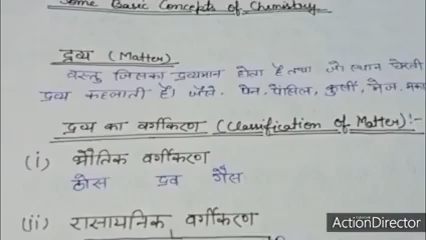 Some Basic Concepts of Chemistry
द्रव्य (Matter)
वस्तु जिसका द्रव्यमान होता है तथा जो स्थान घेरती
द्रव्य कहलाती है। जैसे- पेन, पेंसिल, कुर्सी, मेज,
द्रव्य का वर्गीकरण (Classification of Matter):-
(i) भौतिक वर्गीकरण
ठोस द्रव गैस
(ii) रासायनिक वर्गीकरण
ActionDirector